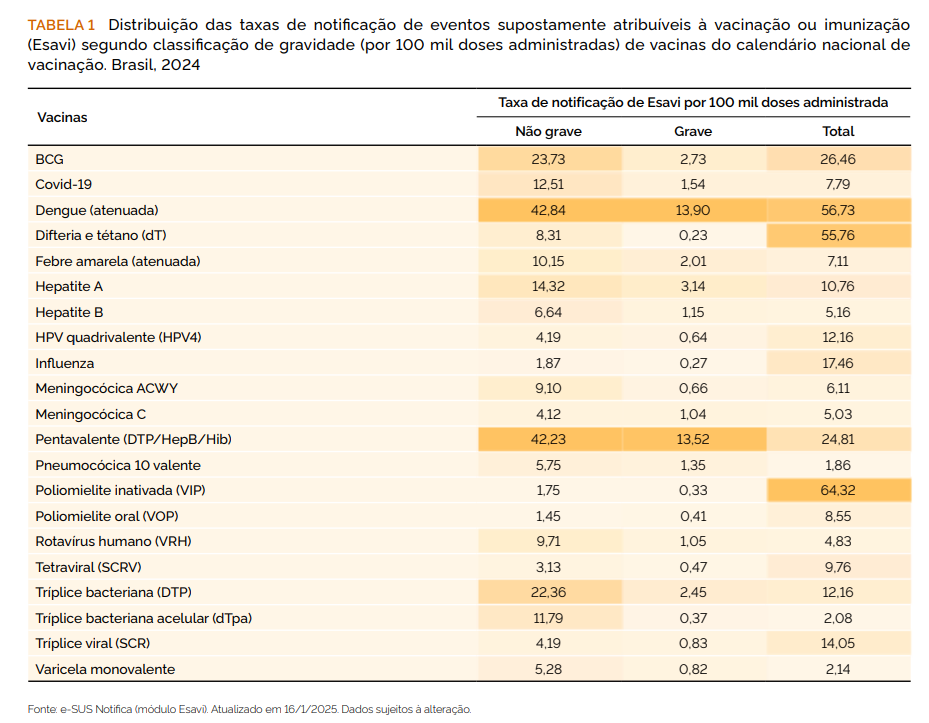 TABELA 1 Distribuição das taxas de notificação de eventos supostamente atribuíveis à vacinação ou imunização
(Esavi) segundo classificação de gravidade (por 100 mil doses administradas) de vacinas do calendário nacional de
vacinação. Brasil, 2024
Vacinas Taxa de notificação de Esavi por 100 mil doses administrada
Não grave Grave Total
BCG 23,73 2,73 26,46
Covid-19 12,51 1,54 7,79
Dengue (atenuada) 42,84 13,90 56,73
Difteria e tétano (dT) 8,31 0,23 55,76
Febre amarela (atenuada) 10,15 2,01 7,11
Hepatite A 14,32 3,14 10,76
Hepatite B 6,64 1,15 5,16
HPV quadrivalente (HPV4) 4,19 0,64 12,16
Influenza 1,87 0,27 17,46
Meningocócica ACWY 9,10 0,66 6,11
Meningocócica C 4,12 1,04 5,03
Pentavalente (DTP/HepB/Hib) 42,23 13,52 24,81
Pneumocócica 10 valente 5,75 1,35 1,86
Poliomielite inativada (VIP) 1,75 0,33 64,32
Poliomielite oral (VOP) 1,45 0,41 8,55
Rotavírus humano (VRH) 9,71 1,05 4,83
Tetraviral (SCRV) 3,13 0,47 9,76
Tríplice bacteriana (DTP) 22,36 2,45 12,16
Tríplice bacteriana acelular (dTpa) 11,79 0,37 2,08
Tríplice viral (SCR) 4,19 0,83 14,05
Varicela monovalente 5,28 0,82 2,14
Fonte: e-SUS Notifica (módulo Esavi). Atualizado em 16/1/2025. Dados sujeitos à alteração.